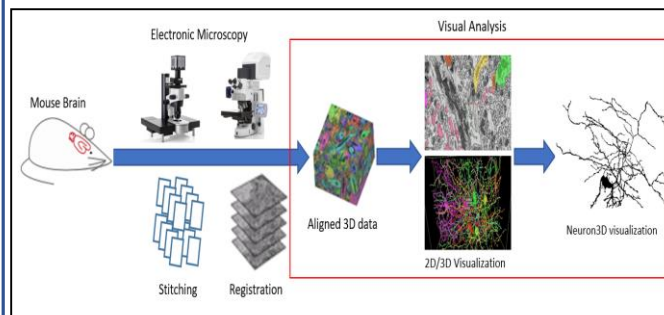 Visual Analysis
Electronic Microscopy
Mouse Brain
Aligned 3D data
2D/3D Visualization
Neuron3D visualization
Stitching
Registration